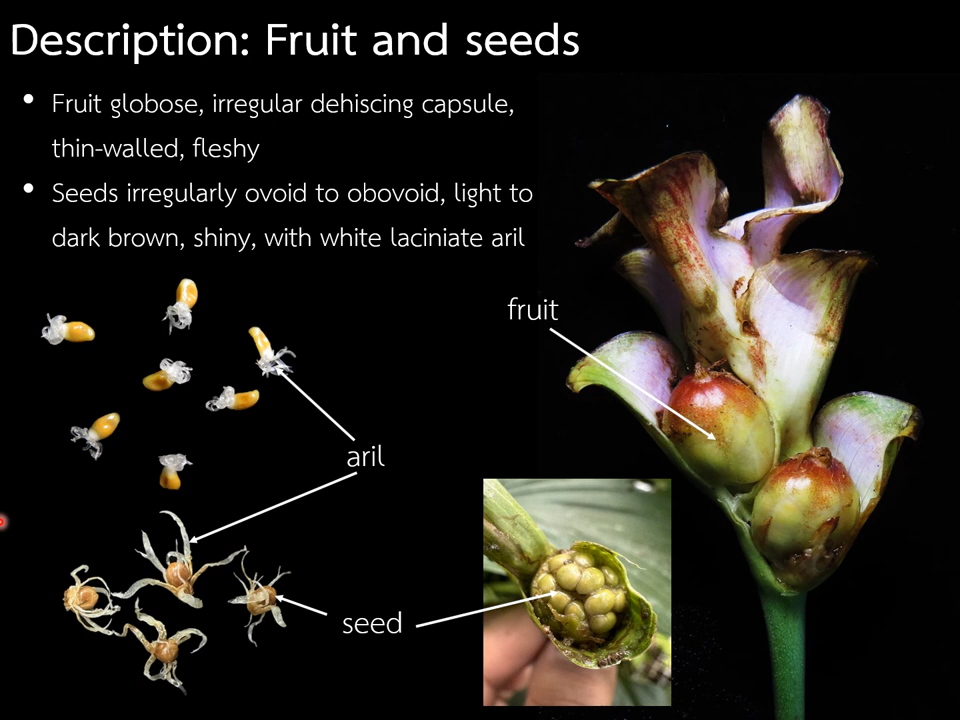 Description: Fruit and seeds
• Fruit globose, irregular dehiscing capsule,
thin-walled, fleshy
• Seeds irregularly ovoid to obovoid, light to
dark brown, shiny, with white laciniate aril
fruit
aril
seed